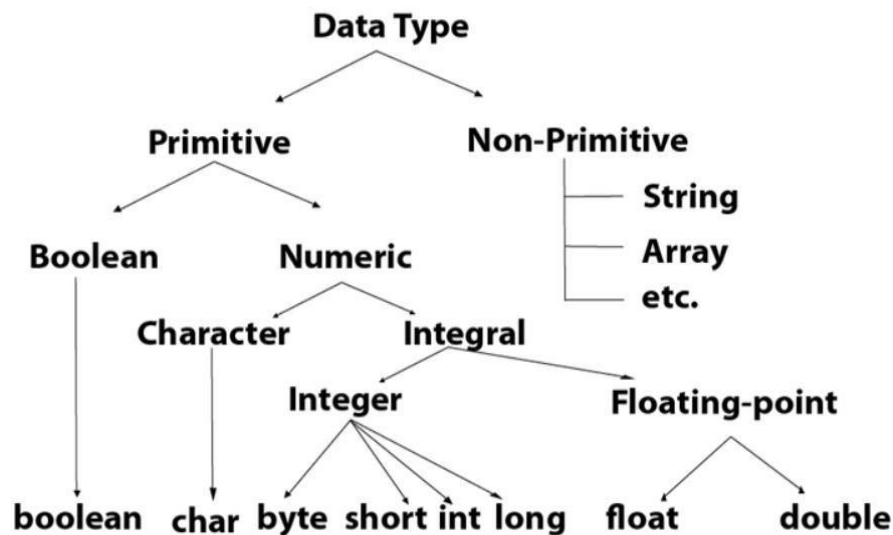 Data Type
Primitive
Non-Primitive
String
Boolean
Numeric
Array
etc.
Character
Integral
Integer
Floating-point
boolean
char
byte
short
int
long
float
double